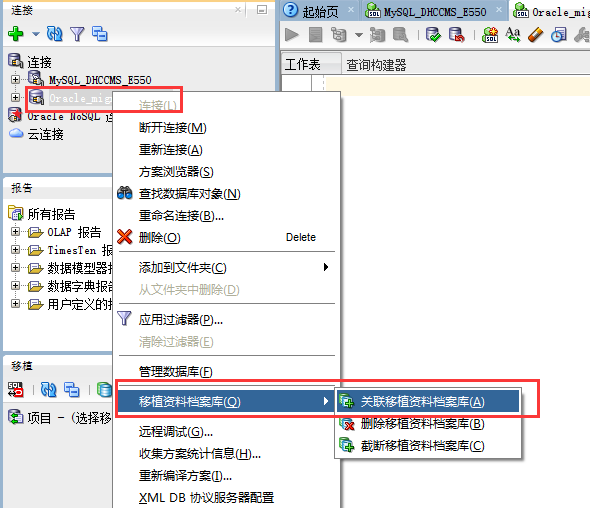 连接
起始页
MySQL_DHCCMS_E550
Oracle_mig
工作表
查询构建器
连接
MySQL_DHCCMS_E550
Oracle_mig
Oracle NoSQL
云连接
连接(L)
断开连接(M)
重新连接(A)
方案浏览器(S)
查找数据库对象(N)
重命名连接(B)...
删除(O) Delete
添加到文件夹(C)
从文件夹中删除(D)
应用过滤器(P)...
清除过滤器(E)
管理数据库(F)
移植资料档案库(Q)
远程调试(G)...
收集方案统计信息(H)...
重新编译方案(I)...
XML DB 协议服务器配置
关联移植资料档案库(A)
删除移植资料档案库(B)
截断移植资料档案库(C)
报告
所有报告
OLAP 报告
TimesTen 报
数据模型器报
数据字典报告
用户定义的报
移植
项目 - (选择移